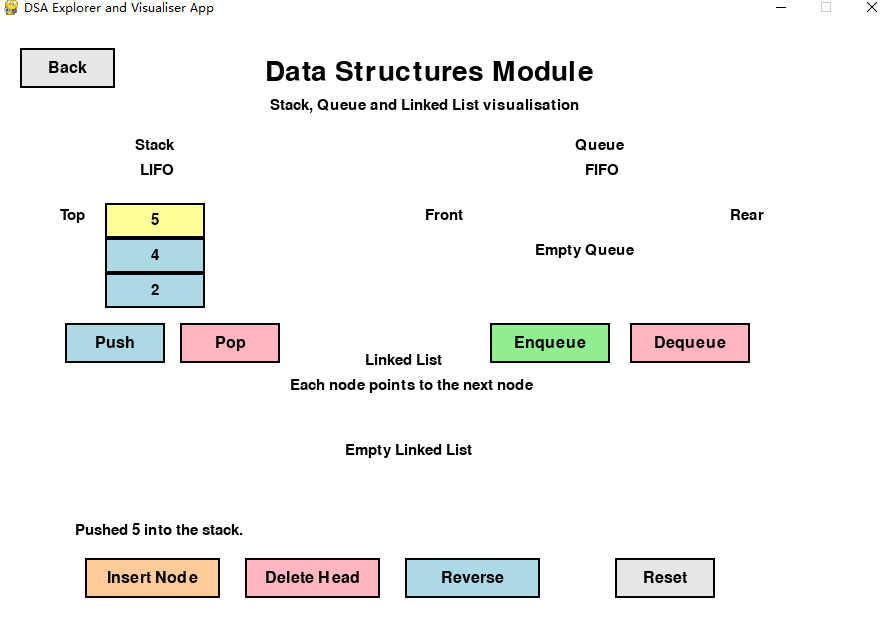 DSA Explorer and Visualiser App
Back
Data Structures Module
Stack, Queue and Linked List visualisation
Stack
LIFO
Queue
FIFO
Top
5
4
2
Front
Rear
Empty Queue
Push
Pop
Enqueue
Dequeue
Linked List
Each node points to the next node
Empty Linked List
Pushed 5 into the stack.
Insert Node
Delete Head
Reverse
Reset